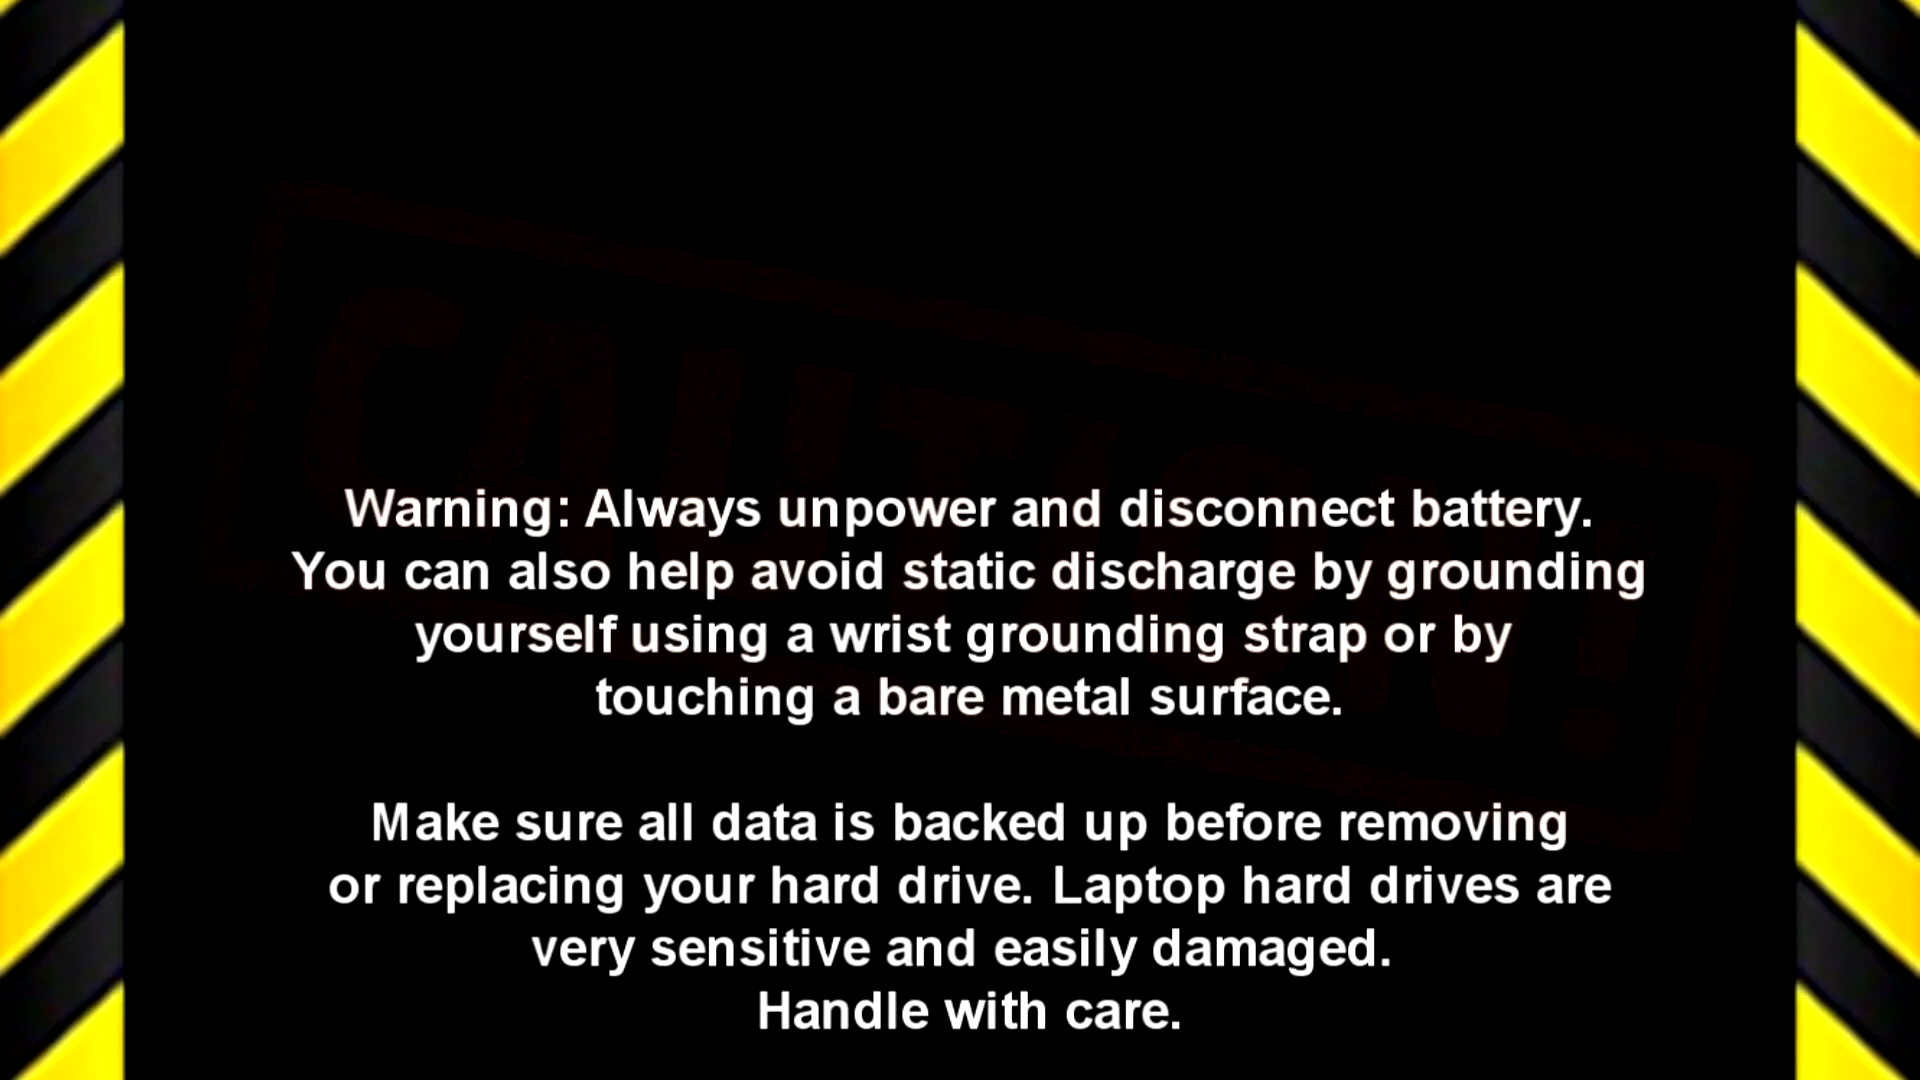 CAUTION!
Warning: Always unpower and disconnect battery.
You can also help avoid static discharge by grounding
yourself using a wrist grounding strap or by
touching a bare metal surface.
Make sure all data is backed up before removing
or replacing your hard drive. Laptop hard drives are
very sensitive and easily damaged.
Handle with care.